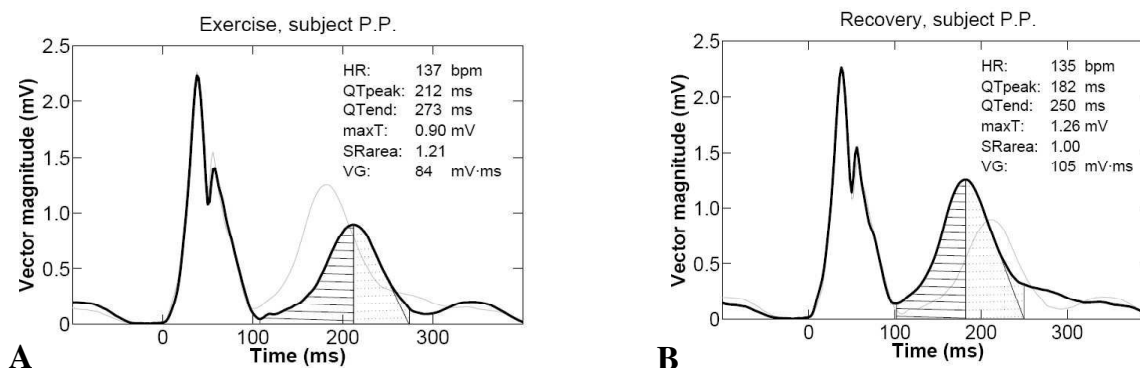 Exercise, subject P.P.
2.5
2.0
1.5
1.0
0.5
0
Vector magnitude (mV)
HR: 137 bpm
QTpeak: 212 ms
QTend: 273 ms
maxT: 0.90 mV
SRarea: 1.21
VG: 84 mV·ms
0 100 200 300
Time (ms)
A
Recovery, subject P.P.
2.5
2.0
1.5
1.0
0.5
0
Vector magnitude (mV)
HR: 135 bpm
QTpeak: 182 ms
QTend: 250 ms
maxT: 1.26 mV
SRarea: 1.00
VG: 105 mV·ms
0 100 200 300
Time (ms)
B